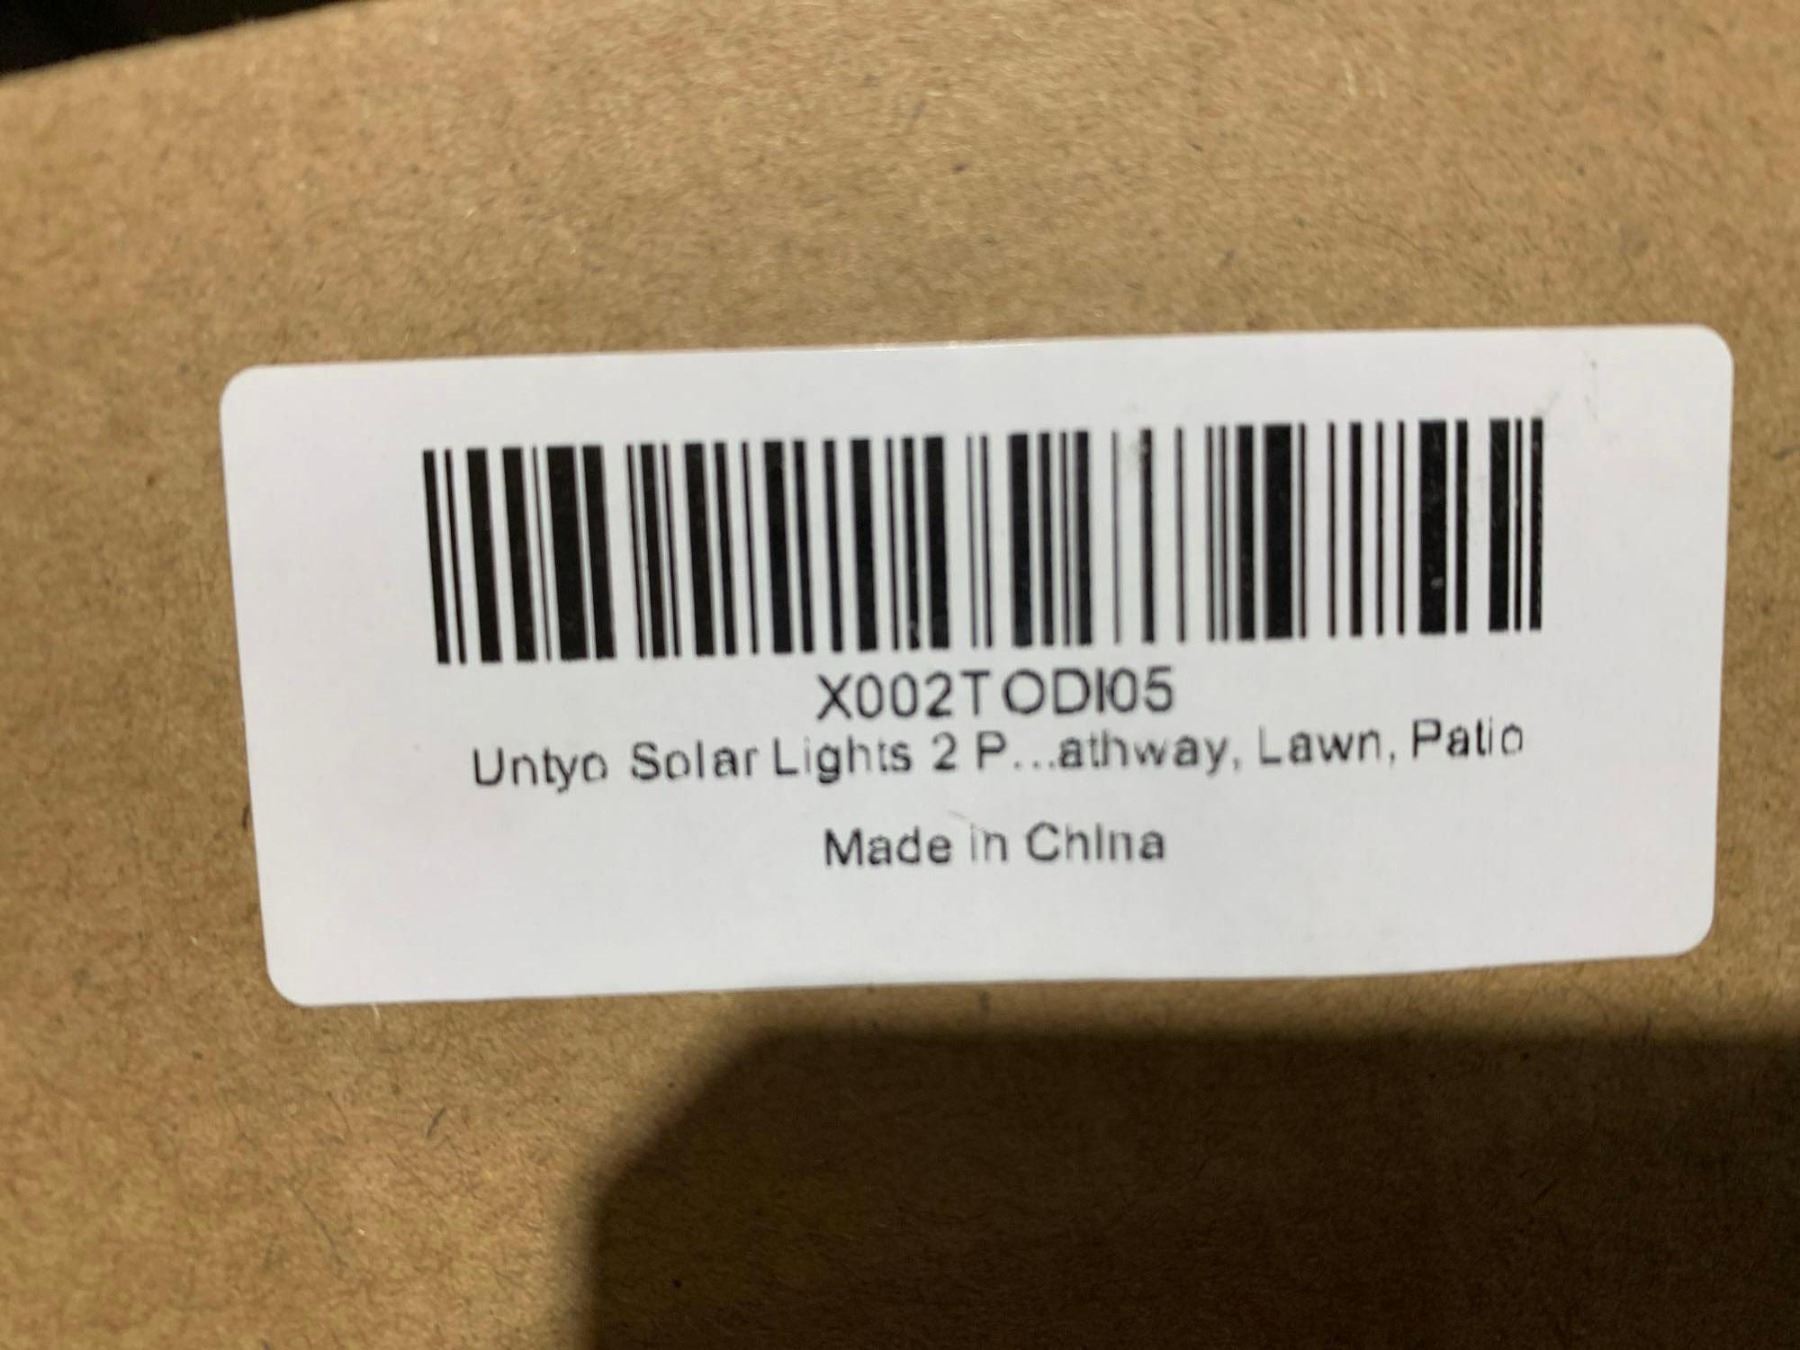 X002TODI05
Untyo Solar Lights 2 P...athway, Lawn, Patio
Made in China